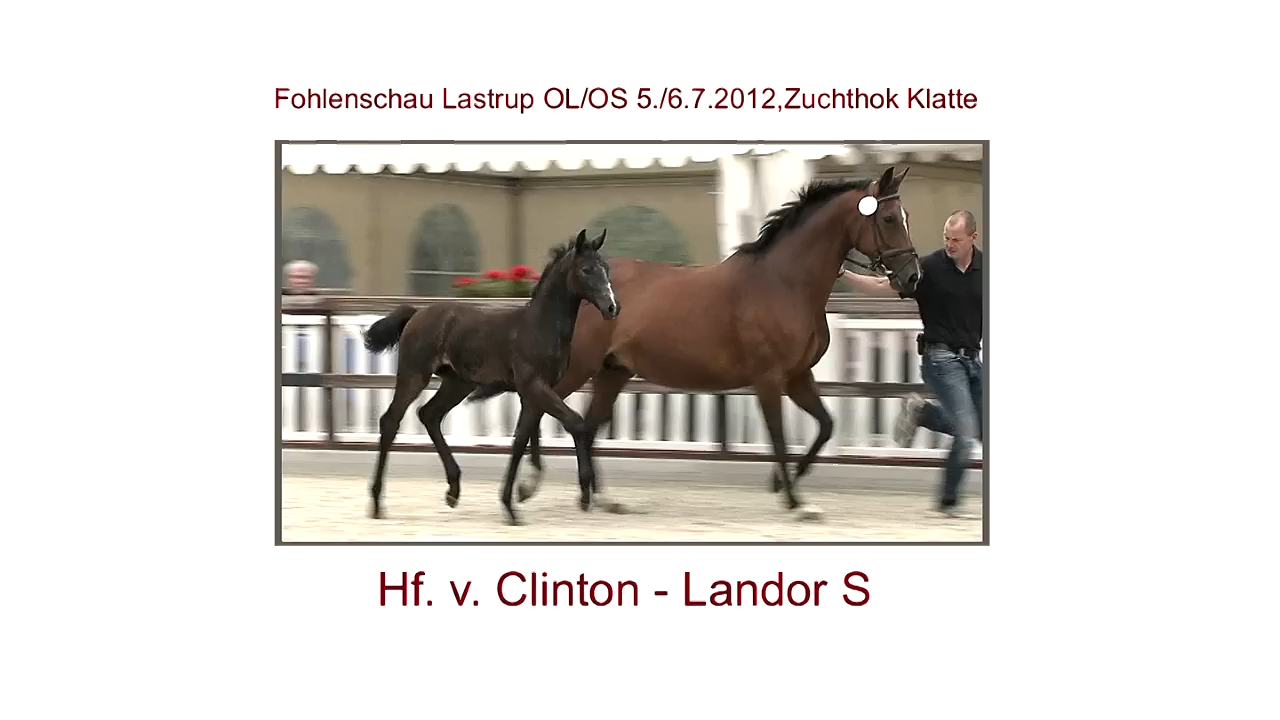 Fohlenschau Lastrup OL/OS 5./6.7.2012,Zuchthok Klatte
Hf. v. Clinton - Landor S